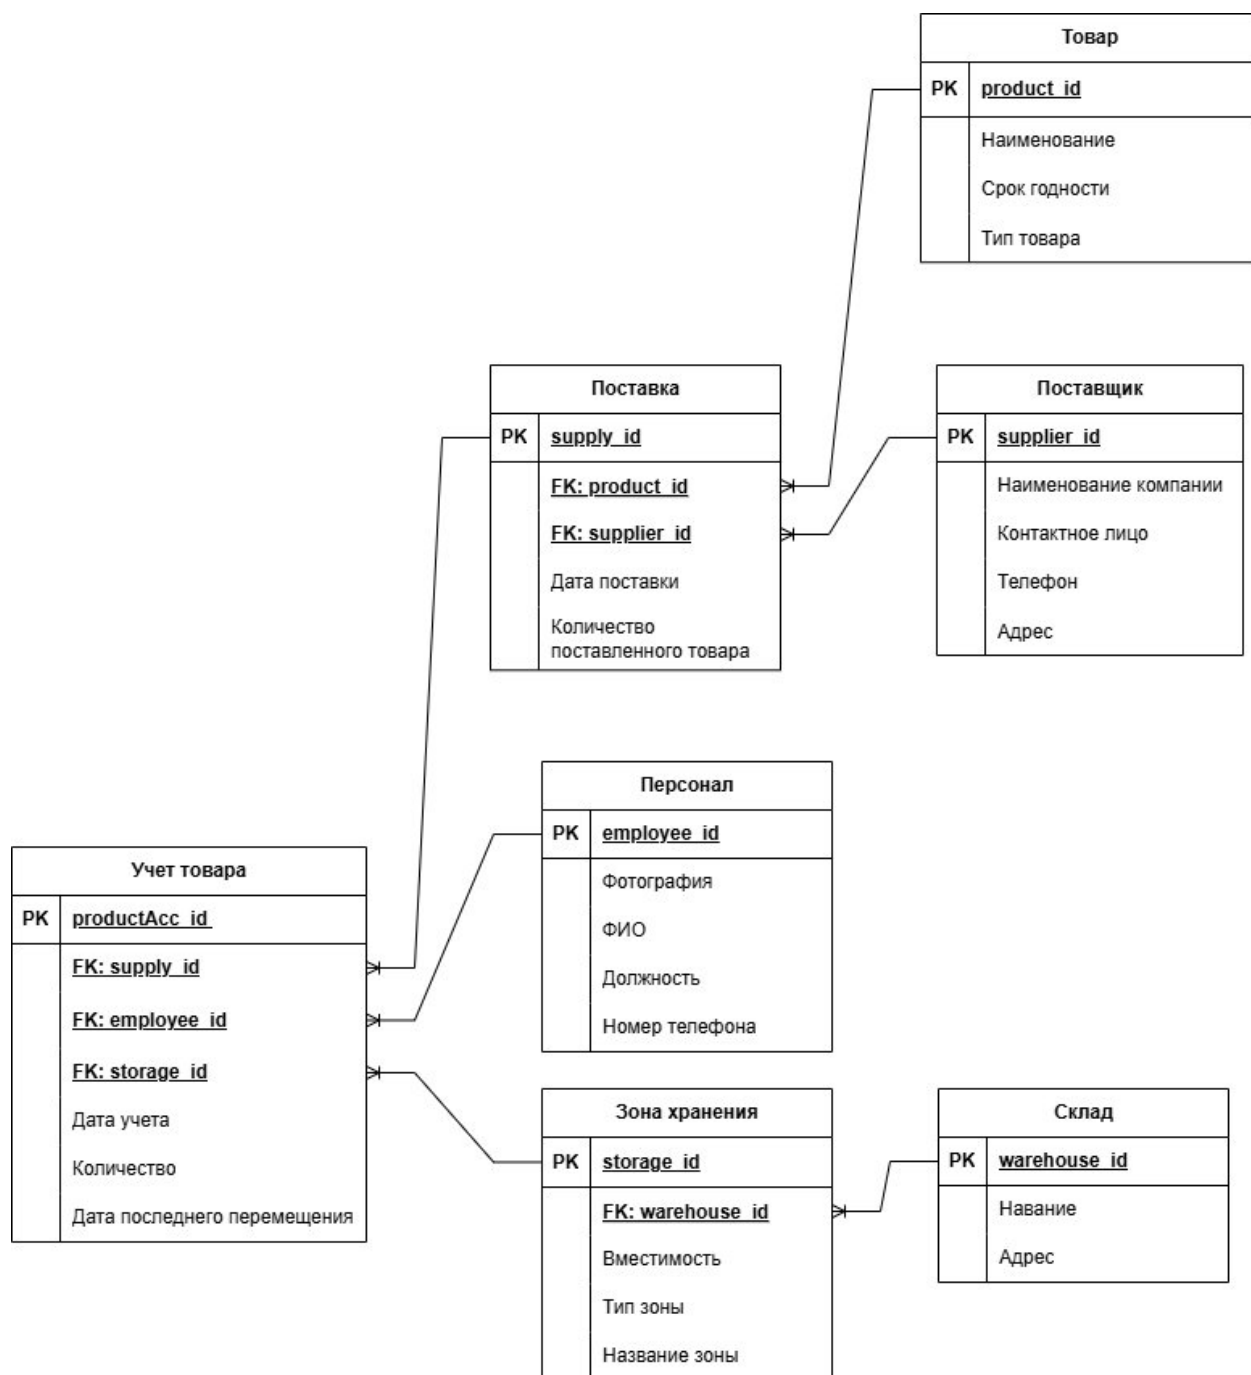 Товар
PK product_id
Наименование
Срок годности
Тип товара
Поставка
PK supply_id
FK: product_id
FK: supplier_id
Дата поставки
Количество
поставленного товара
Поставщик
PK supplier_id
Наименование компании
Контактное лицо
Телефон
Адрес
Персонал
PK employee_id
Фотография
ФИО
Должность
Номер телефона
Учет товара
PK productAcc_id
FK: supply_id
FK: employee_id
FK: storage_id
Дата учета
Количество
Дата последнего перемещения
Зона хранения
PK storage_id
FK: warehouse_id
Вместимость
Тип зоны
Название зоны
Склад
PK warehouse_id
Навание
Адрес